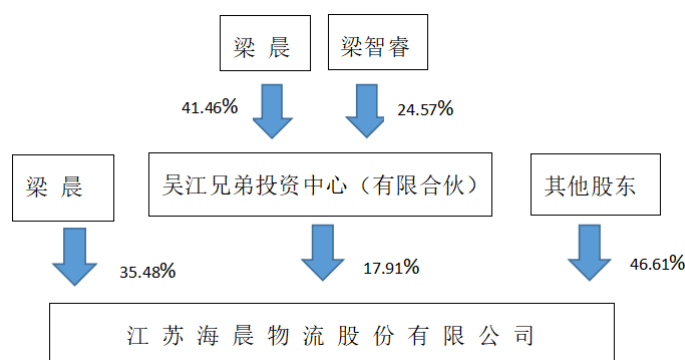 梁 晨
梁智睿
41.46%
24.57%
梁 晨
吴江兄弟投资中心（有限合伙）
其他股东
35.48%
17.91%
46.61%
江苏海晨物流股份有限公司